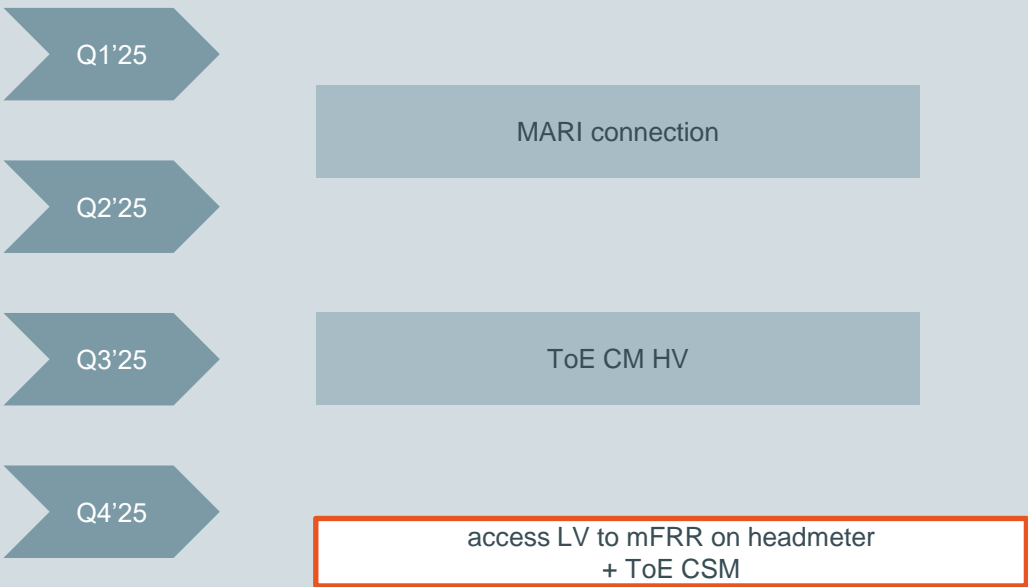 Q1’25
MARI connection
Q2’25
Q3’25
ToE CM HV
Q4’25
access LV to mFRR on headmeter
+ ToE CSM